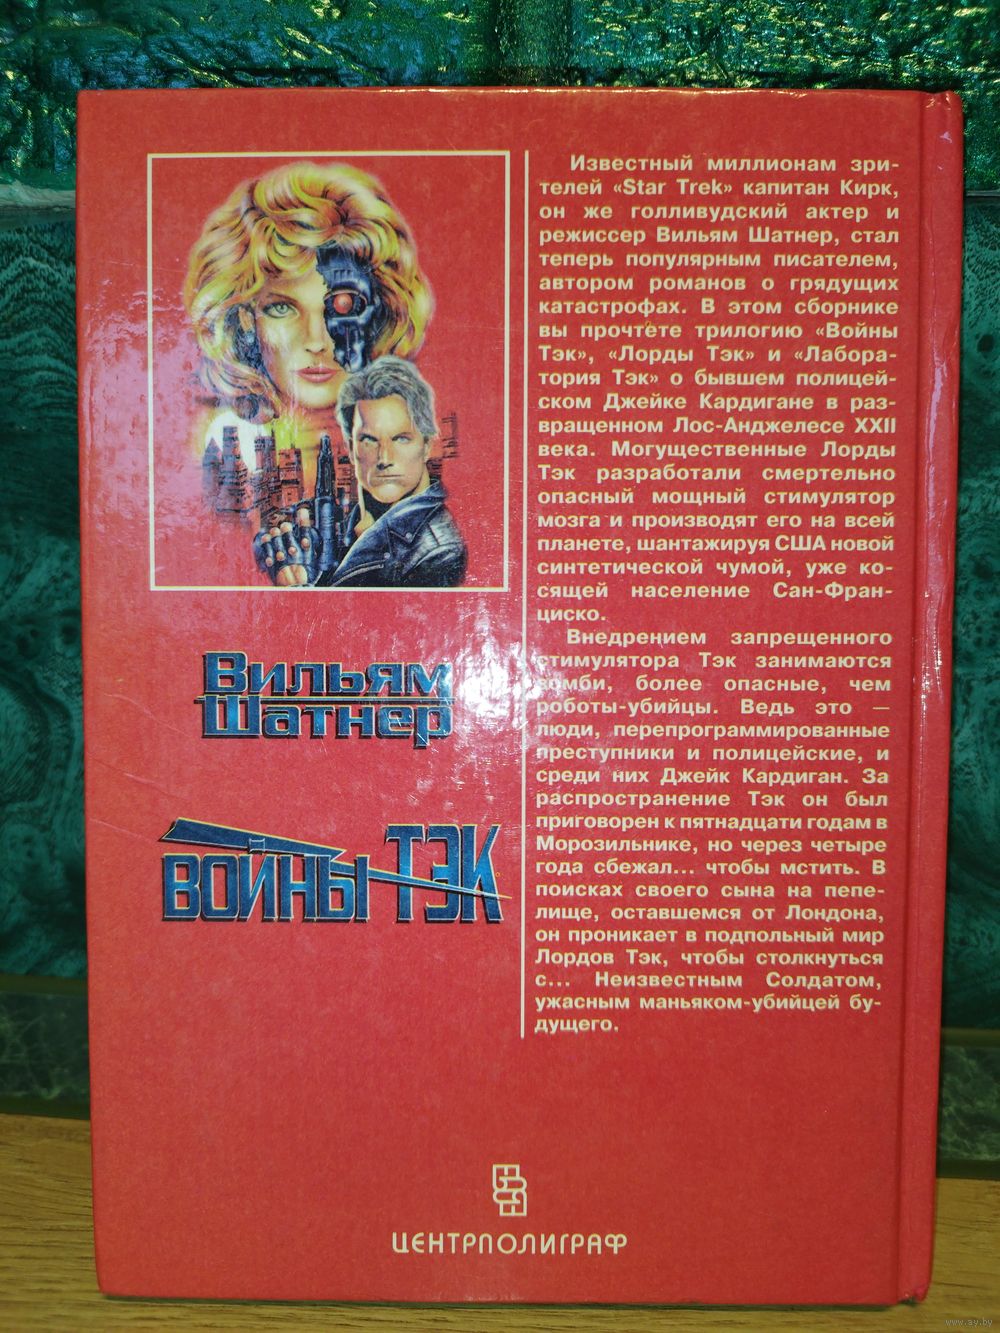 Известный миллионам зри-
телей «Star Trek» капитан Кирк,
он же голливудский актер и
режиссер Вильям Шатнер, стал
теперь популярным писателем,
автором романов о грядущих
катастрофах. В этом сборнике
вы прочтете трилогию «Войны
Тэк», «Лорды Тэк» и «Лабора-
тория Тэк» о бывшем полицей-
ском Джейке Кардигане в раз-
вращенном Лос-Анджелесе XXII
века. Могущественные Лорды
Тэк разработали смертельно
опасный мощный стимулятор
мозга и производят его на всей
планете, шантажируя США новой
синтетической чумой, уже ко-
сящей население Сан-Фран-
циско.
Внедрением запрещенного
стимулятора Тэк занимаются
зомби, более опасные, чем
роботы-убийцы. Ведь это —
люди, перепрограммированные
преступники и полицейские, и
среди них Джейк Кардиган. За
распространение Тэк он был
приговорен к пятнадцати годам в
Морозильнике, но через четыре
года сбежал... чтобы мстить. В
поисках своего сына на пепе-
лище, оставшемся от Лондона,
он проникает в подпольный мир
Лордов Тэк, чтобы столкнуться
с... Неизвестным Солдатом,
ужасным маньяком-убийцей бу-
дущего.
Вильям
Шатнер
ВОЙНЫ ТЭК
ЦЕНТРПОЛИГРАФ
www.ay.by